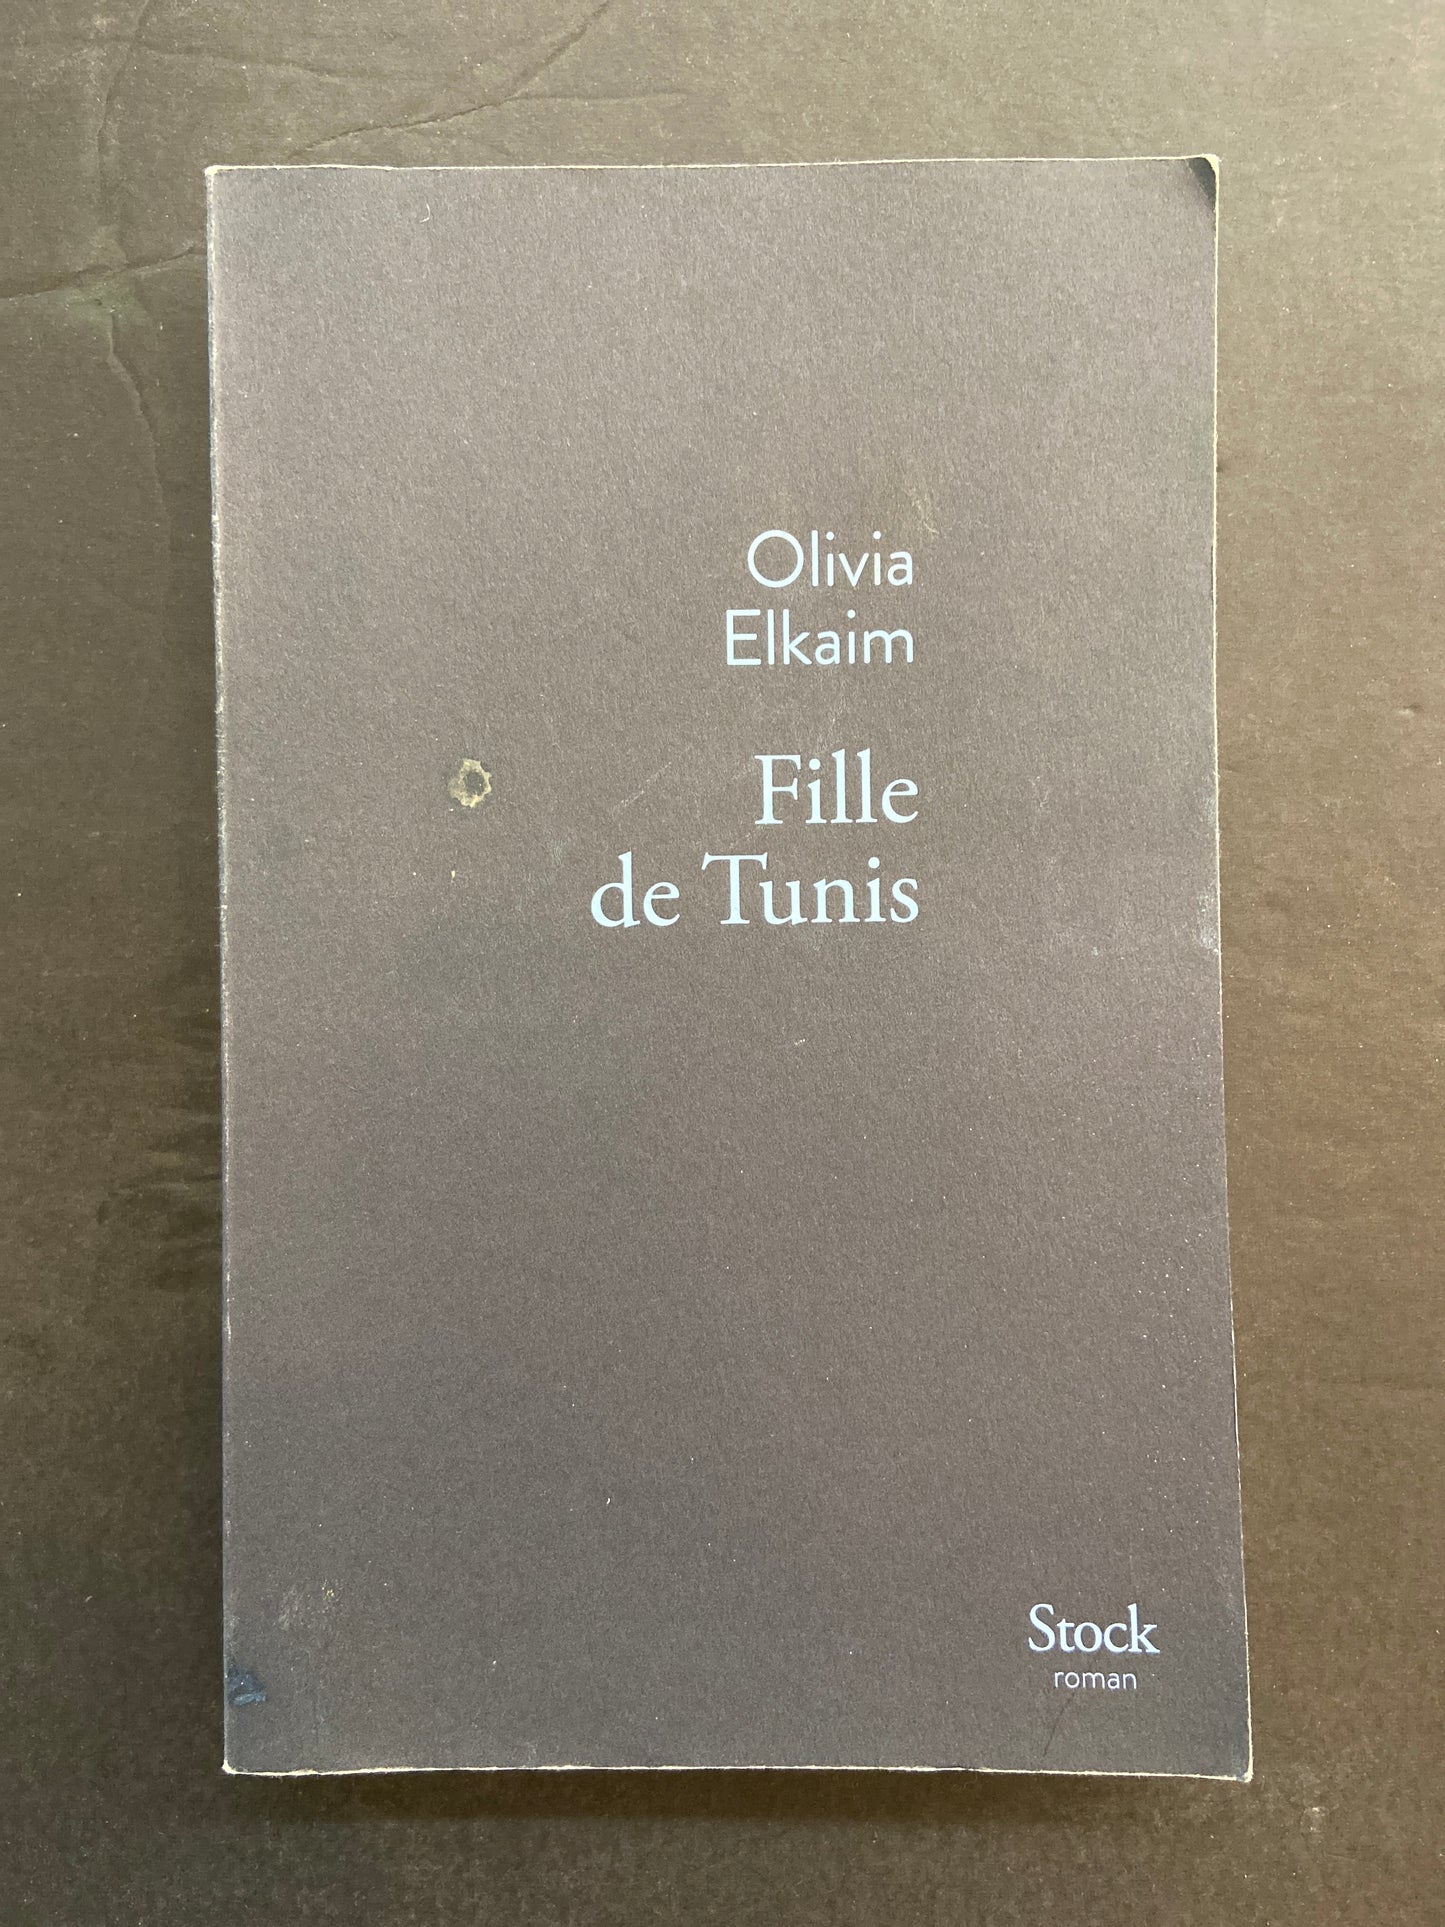 Olivia
Elkaim
Fille
de Tunis
Stock
roman